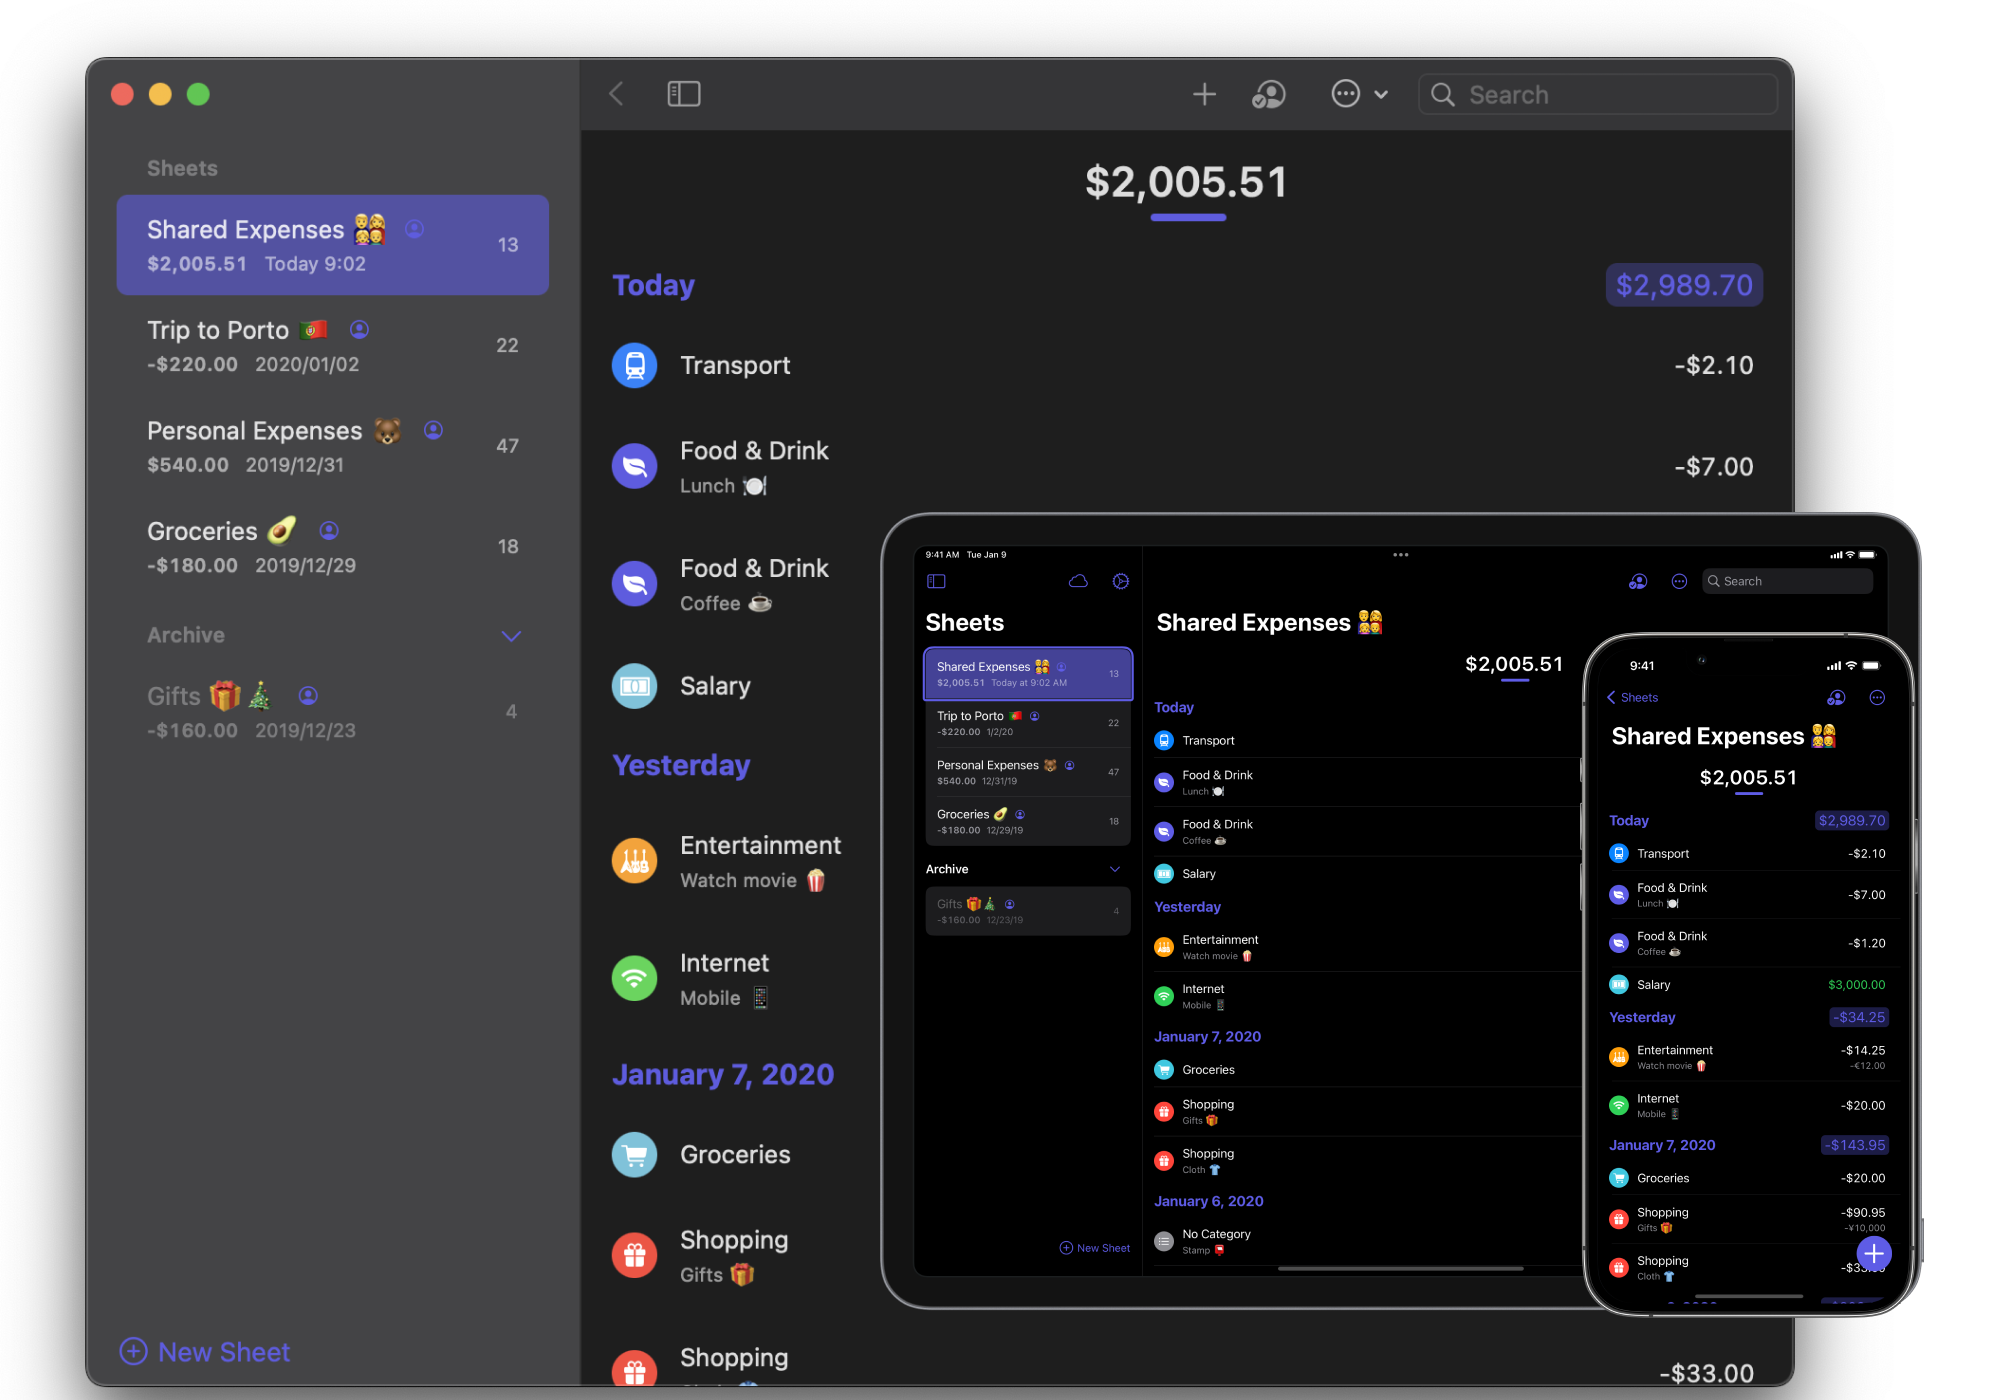 Search
Sheets
Shared Expenses 13
$2,005.51 Today 9:02
Trip to Porto 22
-$220.00 2020/01/02
Personal Expenses 47
$540.00 2019/12/31
Groceries 18
-$180.00 2019/12/29
Archive
Gifts 4
-$160.00 2019/12/23
New Sheet
$2,005.51
Today $2,989.70
Transport -$2.10
Food & Drink -$7.00
Lunch
Food & Drink
Coffee
Salary
Yesterday
Entertainment
Watch movie
Internet
Mobile
January 7, 2020
Groceries
Shopping
Gifts
Shopping -$33.00
9:41 AM Tue Jan 9
Search
Sheets
Shared Expenses 13
$2,005.51 Today at 9:02 AM
Trip to Porto 22
-$220.00 1/2/20
Personal Expenses 47
$540.00 12/31/19
Groceries 18
-$180.00 12/29/19
Archive
Gifts 4
-$160.00 12/23/19
New Sheet
Shared Expenses
$2,005.51
Today
Transport
Food & Drink
Lunch
Food & Drink
Coffee
Salary
Yesterday
Entertainment
Watch movie
Internet
Mobile
January 7, 2020
Groceries
Shopping
Gifts
Shopping
Cloth
January 6, 2020
No Category
Stamp
9:41
Sheets
Shared Expenses
$2,005.51
Today $2,989.70
Transport -$2.10
Food & Drink -$7.00
Lunch
Food & Drink -$1.20
Coffee
Salary $3,000.00
Yesterday -$34.25
Entertainment -$14.25
Watch movie -€12.00
Internet -$20.00
Mobile
January 7, 2020 -$143.95
Groceries -$20.00
Shopping -$90.95
Gifts -¥10,000
Shopping
Cloth